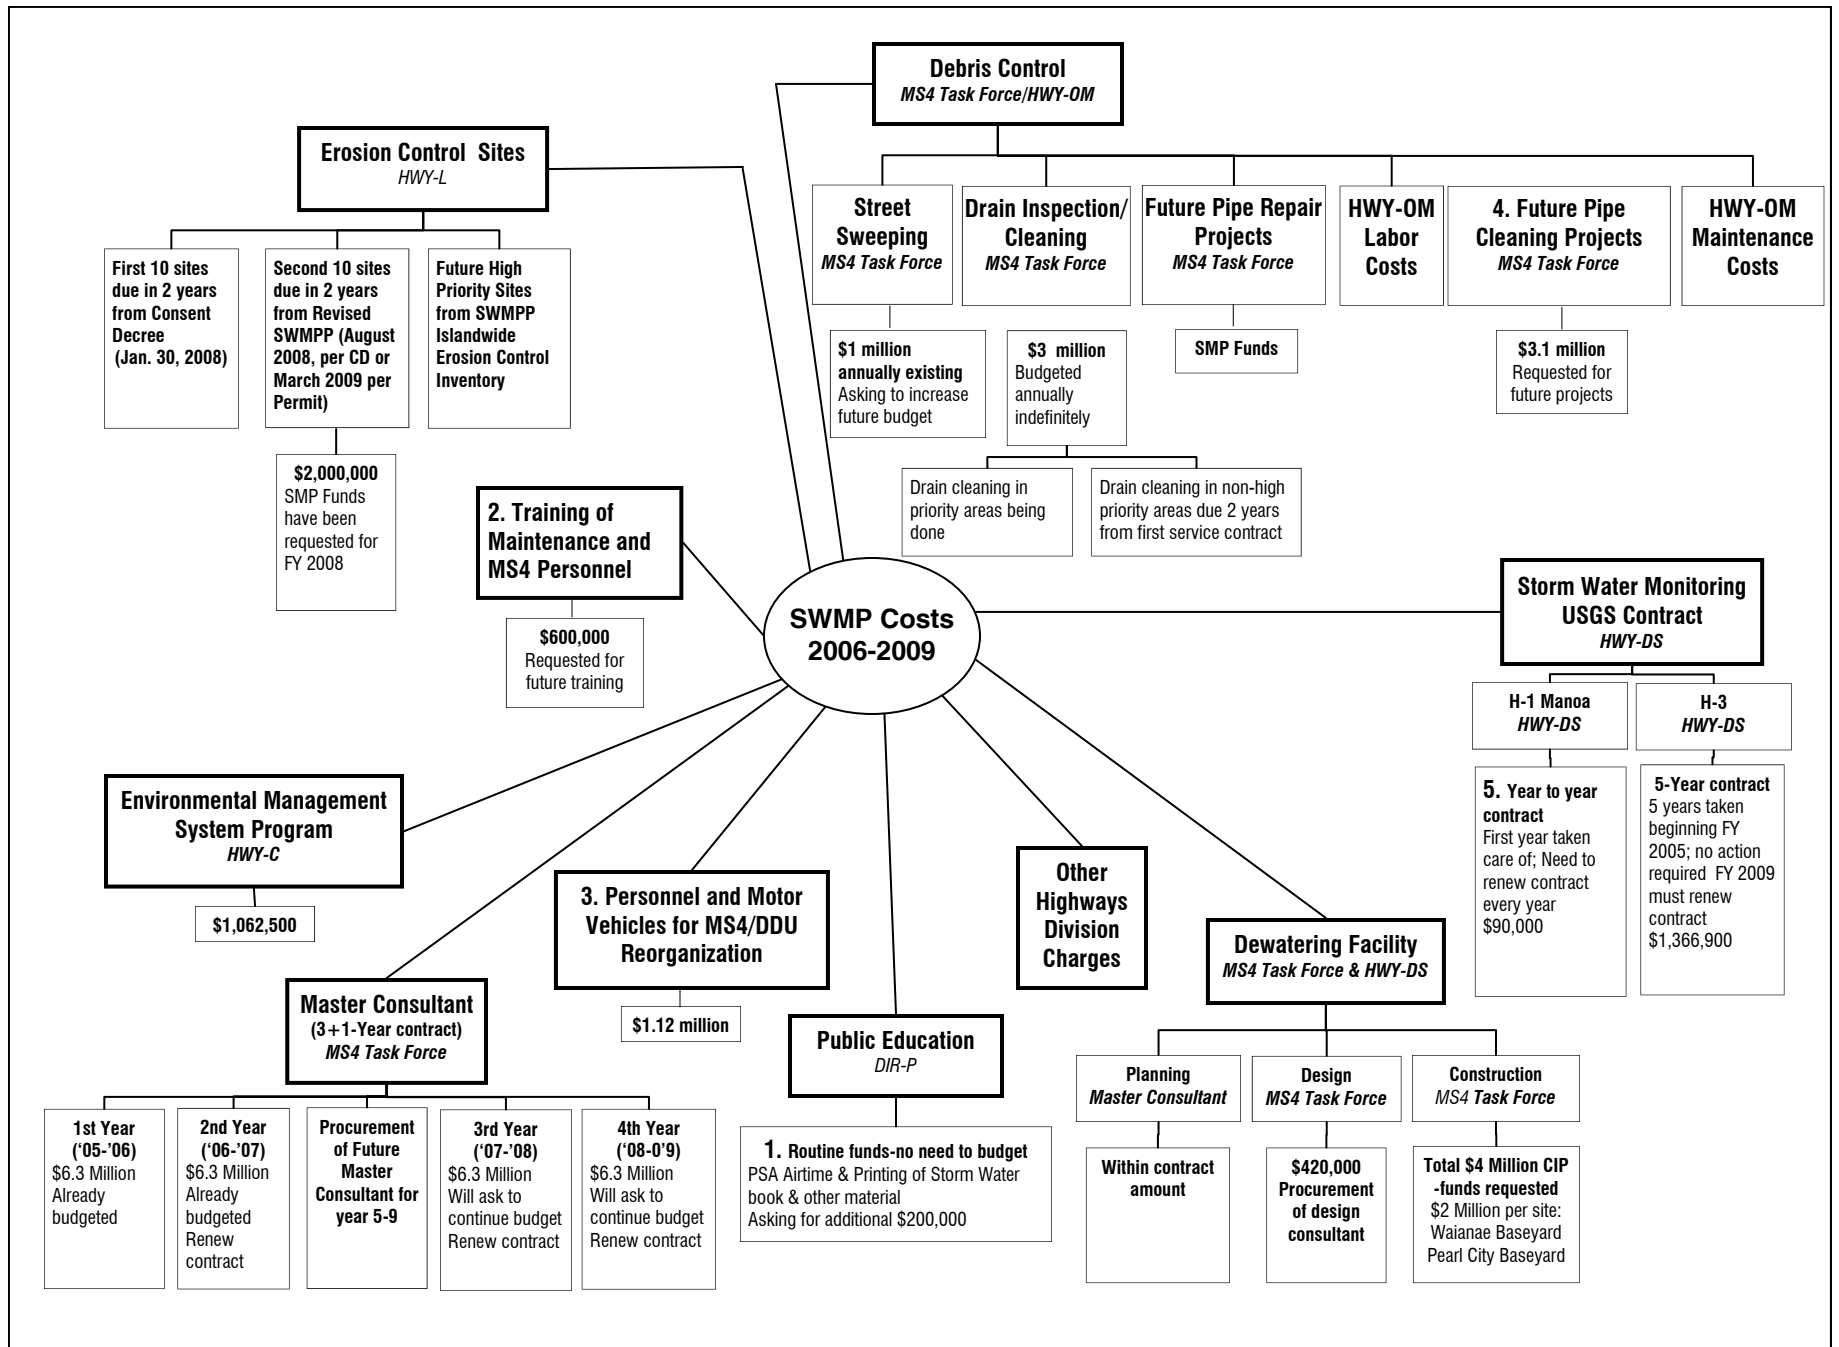 Debris Control
MS4 Task Force/HWY-OM
Erosion Control  Sites
HWY-L
Street
Sweeping
MS4 Task Force
Drain Inspection/
Cleaning
MS4 Task Force
Future Pipe Repair
Projects
MS4 Task Force
HWY-OM
Labor
Costs
4. Future Pipe
Cleaning Projects
MS4 Task Force
HWY-OM
Maintenance
Costs
First 10 sites
due in 2 years
from Consent
Decree
(Jan. 30, 2008)
Second 10 sites
due in 2 years
from Revised
SWMPP (August
2008, per CD or
March 2009 per
Permit)
Future High
Priority Sites
from SWMPP
Islandwide
Erosion Control
Inventory
$1 million
annually existing
Asking to increase
future budget
$3  million
Budgeted
annually
indefinitely
SMP Funds
$3.1 million
Requested for
future projects
$2,000,000
SMP Funds
have been
requested for
FY 2008
Drain cleaning in
priority areas being
done
Drain cleaning in non-high
priority areas due 2 years
from first service contract
2. Training of
Maintenance and
MS4 Personnel
$600,000
Requested for
future training
SWMP Costs
2006-2009
Storm Water Monitoring
USGS Contract
HWY-DS
H-1 Manoa
HWY-DS
H-3
HWY-DS
5. Year to year
contract
First year taken
care of; Need to
renew contract
every year
$90,000
5-Year contract
5 years taken
beginning FY
2005; no action
required  FY 2009
must renew
contract
$1,366,900
Environmental Management
System Program
HWY-C
$1,062,500
3. Personnel and Motor
Vehicles for MS4/DDU
Reorganization
$1.12 million
Other
Highways
Division
Charges
Dewatering Facility
MS4 Task Force & HWY-DS
Master Consultant
(3+1-Year contract)
MS4 Task Force
Public Education
DIR-P
Planning
Master Consultant
Design
MS4 Task Force
Construction
MS4 Task Force
1st Year
(‘05-’06)
$6.3 Million
Already
budgeted
2nd Year
(‘06-’07)
$6.3 Million
Already
budgeted
Renew
contract
Procurement
of Future
Master
Consultant for
year 5-9
3rd Year
(‘07-’08)
$6.3 Million
Will ask to
continue budget
Renew contract
4th Year
(‘08-0’9)
$6.3 Million
Will ask to
continue budget
Renew contract
1. Routine funds-no need to budget
PSA Airtime & Printing of Storm Water
book & other material
Asking for additional $200,000
Within contract
amount
$420,000
Procurement
of design
consultant
Total $4 Million CIP
-funds requested
$2 Million per site:
Waianae Baseyard
Pearl City Baseyard